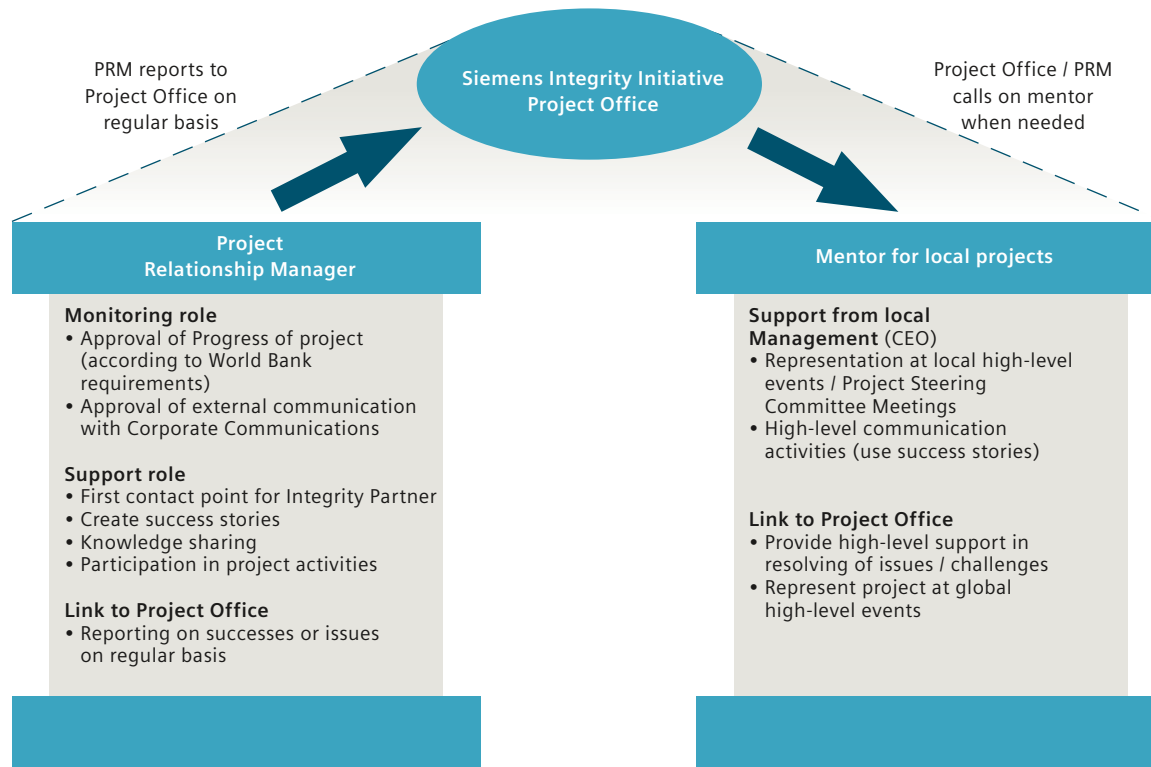 PRM reports to
Project Office on
regular basis
Siemens Integrity Initiative
Project Office
Project Office / PRM
calls on mentor
when needed
Project
Relationship Manager
Monitoring role
• Approval of Progress of project
(according to World Bank
requirements)
• Approval of external communication
with Corporate Communications
Support role
• First contact point for Integrity Partner
• Create success stories
• Knowledge sharing
• Participation in project activities
Link to Project Office
• Reporting on successes or issues
on regular basis
Mentor for local projects
Support from local
Management (CEO)
• Representation at local high-level
events / Project Steering
Committee Meetings
• High-level communication
activities (use success stories)
Link to Project Office
• Provide high-level support in
resolving of issues / challenges
• Represent project at global
high-level events